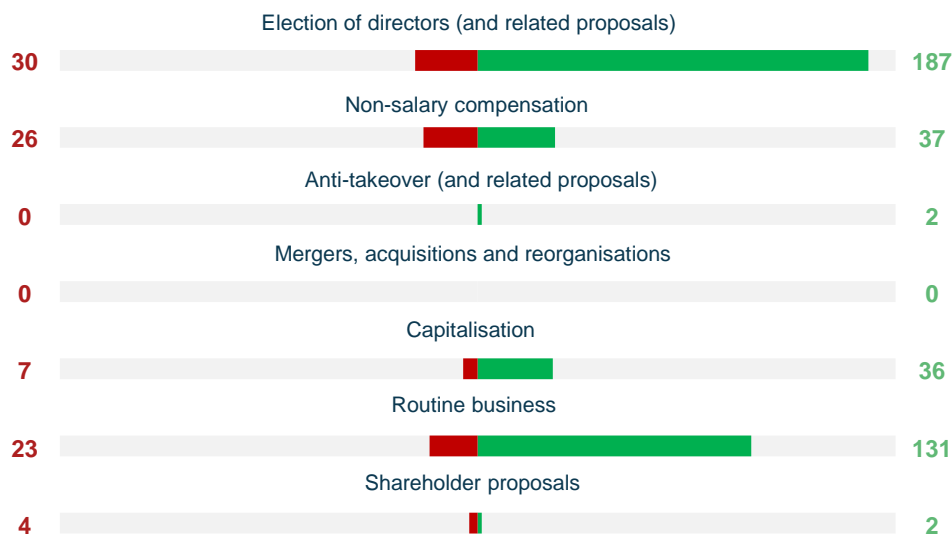 Election of directors (and related proposals)
30 187
Non-salary compensation
26 37
Anti-takeover (and related proposals)
0 2
Mergers, acquisitions and reorganisations
0 0
Capitalisation
7 36
Routine business
23 131
Shareholder proposals
4 2